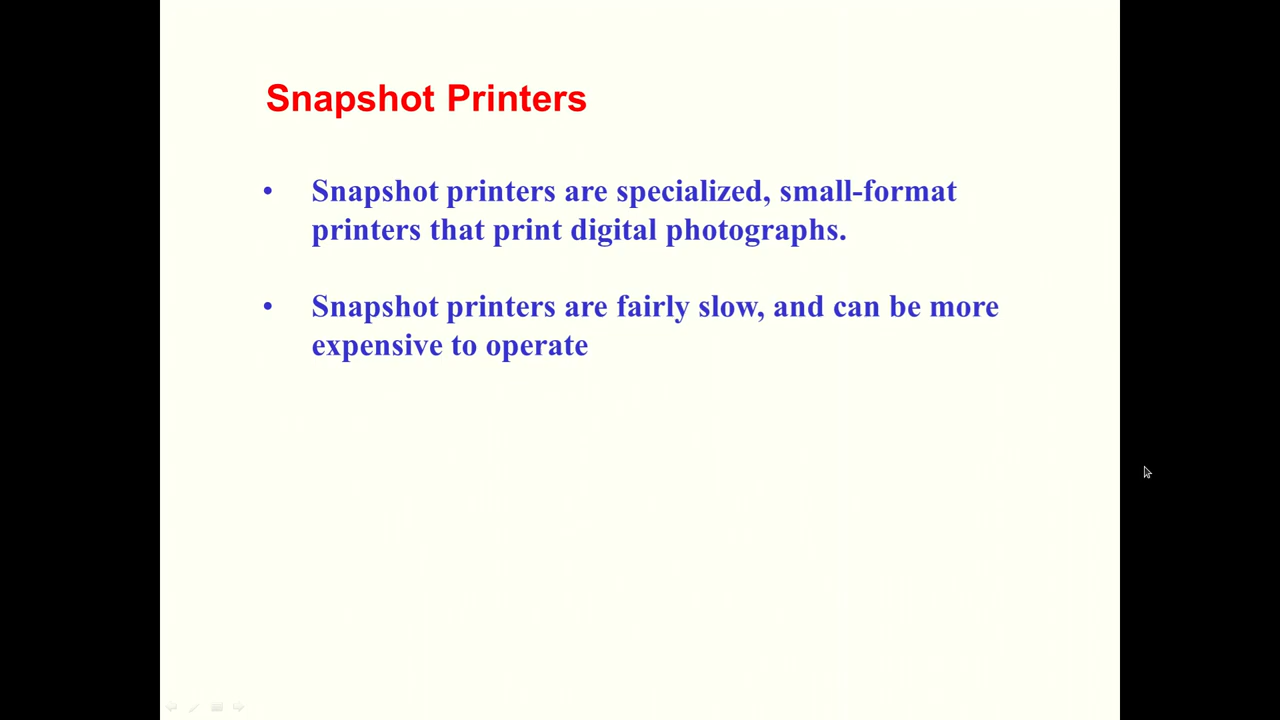 Snapshot Printers
• Snapshot printers are specialized, small-format
printers that print digital photographs.
• Snapshot printers are fairly slow, and can be more
expensive to operate